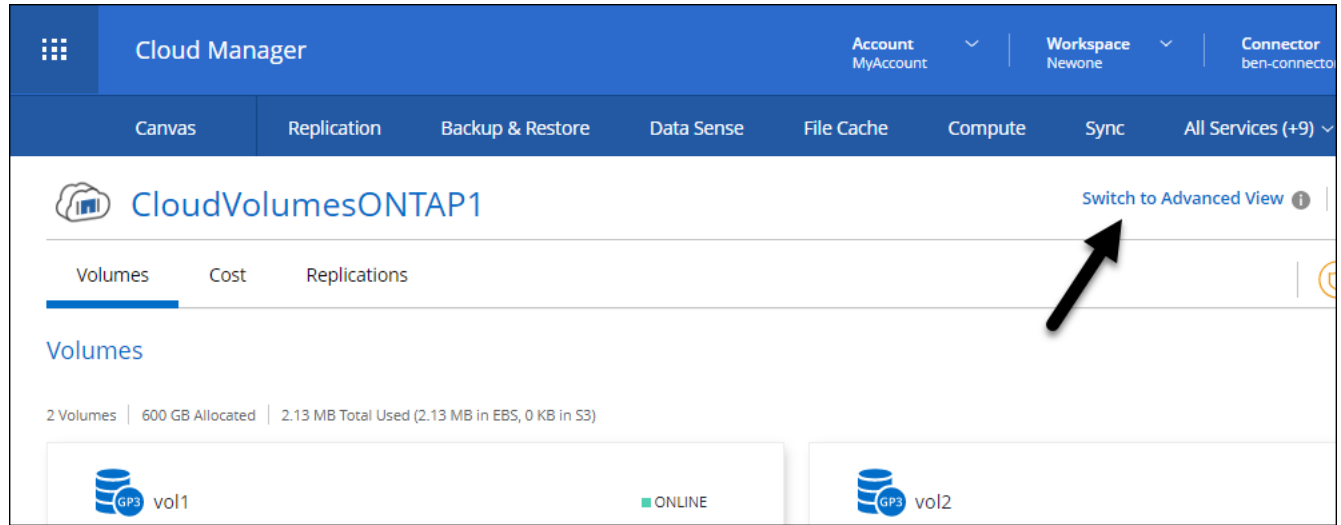 Cloud Manager
Account
MyAccount
Workspace
Newone
Connector
ben-connecto
Canvas Replication Backup & Restore Data Sense File Cache Compute Sync All Services (+9)
CloudVolumesONTAP1
Switch to Advanced View
Volumes Cost Replications
Volumes
2 Volumes | 600 GB Allocated | 2.13 MB Total Used (2.13 MB in EBS, 0 KB in S3)
GP3 vol1 ONLINE
GP3 vol2